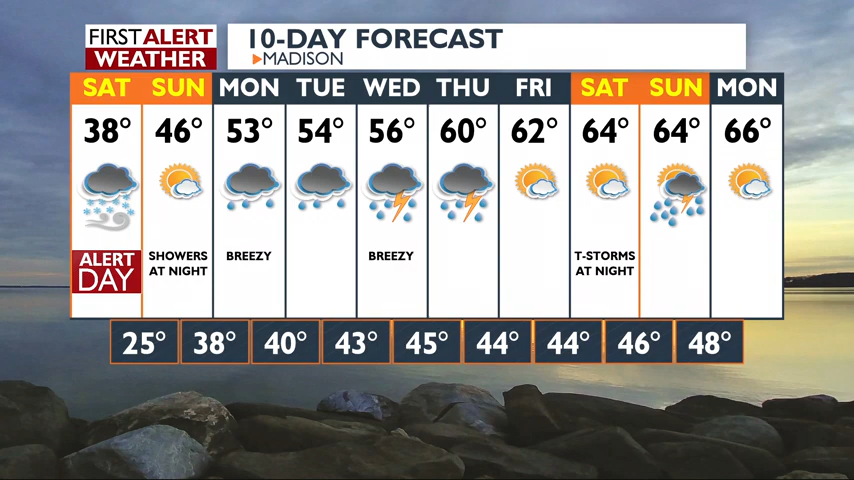 FIRST ALERT
WEATHER
10-DAY FORECAST
MADISON
SAT SUN MON TUE WED THU FRI SAT SUN MON
38° 46° 53° 54° 56° 60° 62° 64° 64° 66°
ALERT
DAY
SHOWERS
AT NIGHT
BREEZY
BREEZY
T-STORMS
AT NIGHT
25° 38° 40° 43° 45° 44° 44° 46° 48°